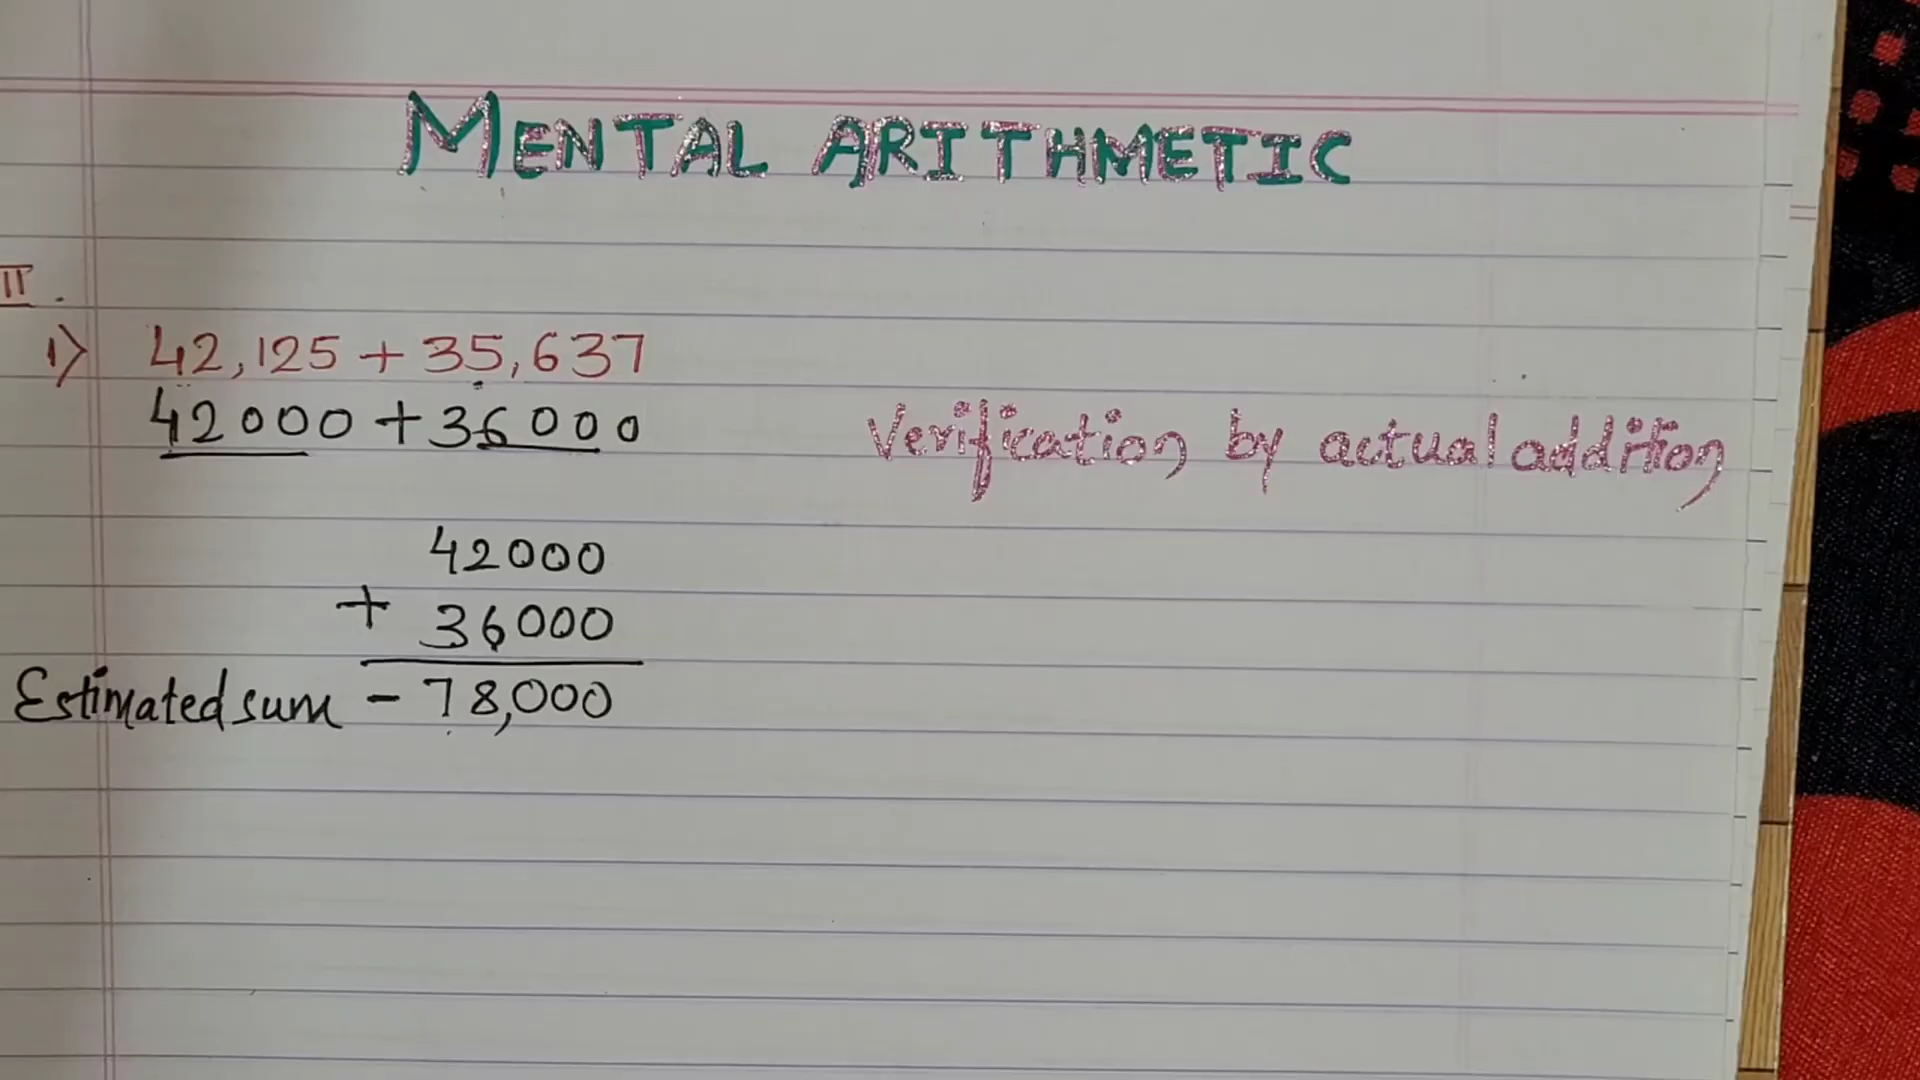 MENTAL ARITHMETIC
II.
1) 42,125 + 35,637
42000 + 36000
Verification by actual addition
42000
+ 36000
Estimated sum - 78,000